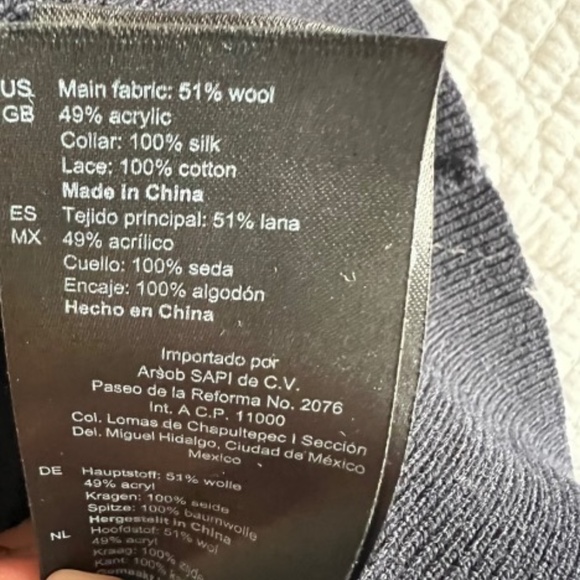 US Main fabric: 51% wool
GB 49% acrylic
Collar: 100% silk
Lace: 100% cotton
Made in China
ES Tejido principal: 51% lana
MX 49% acrílico
Cuello: 100% seda
Encaje: 100% algodón
Hecho en China
Importado por
Arsob SAPI de C.V.
Paseo de la Reforma No. 2076
Int. A C.P. 11000
Col. Lomas de Chapultepec I Sección
Del. Miguel Hidalgo, Ciudad de México
Mexico
DE Hauptstoff: 51% wolle
49% acryl
Kragen: 100% seide
Spitze: 100% baumwolle
Hergestellt in China
NL Hoofdstof: 51% wol
49% acryl
Kraag: 100% zijde
Kant: 100%